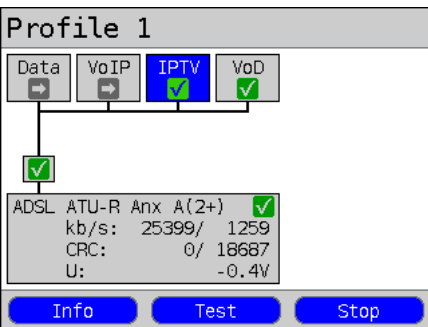 Profile 1
Data VoIP IPTV VoD
ADSL ATU-R Anx A(2+)
kb/s: 25399/ 1259
CRC: 0/ 18687
U: -0.4V
Info Test Stop